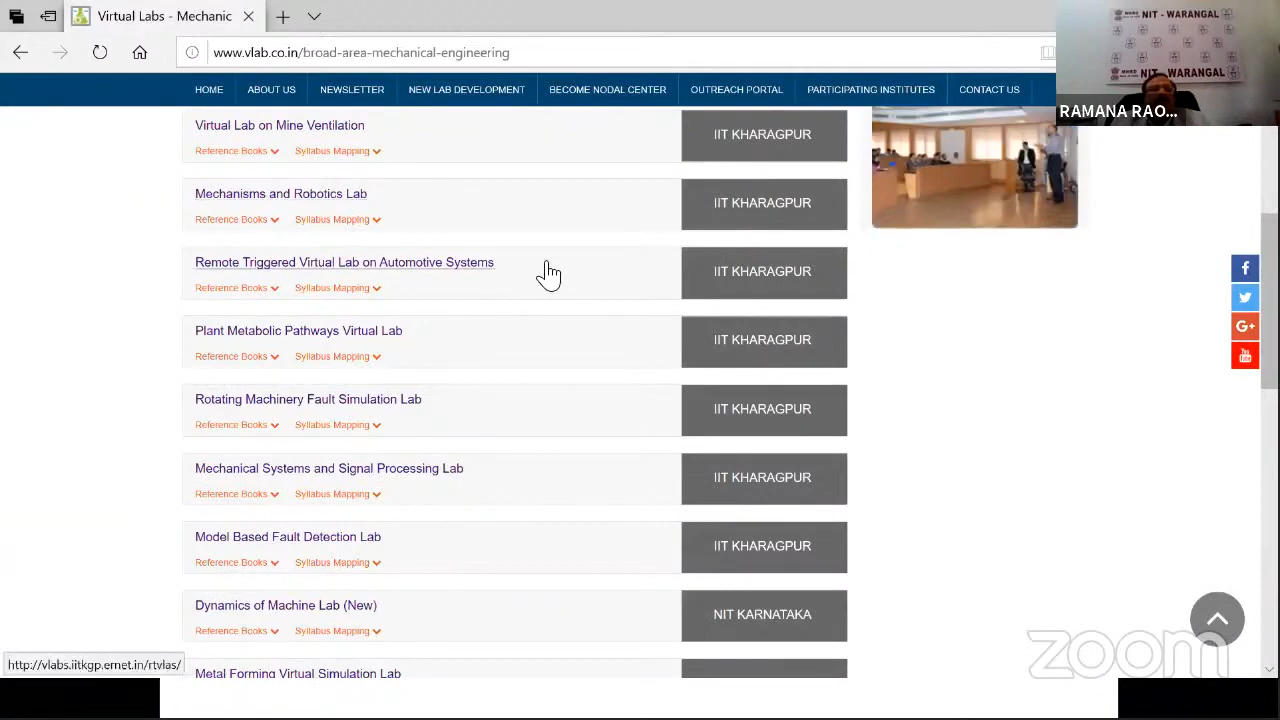 Virtual Labs - Mechanic
www.vlab.co.in/broad-area-mechanical-engineering
MHRD
NIT - WARANGAL
MHRD
NIT - WARANGAL
RAMANA RAO...
HOME
ABOUT US
NEWSLETTER
NEW LAB DEVELOPMENT
BECOME NODAL CENTER
OUTREACH PORTAL
PARTICIPATING INSTITUTES
CONTACT US
Virtual Lab on Mine Ventilation
Reference Books
Syllabus Mapping
IIT KHARAGPUR
Mechanisms and Robotics Lab
Reference Books
Syllabus Mapping
IIT KHARAGPUR
Remote Triggered Virtual Lab on Automotive Systems
Reference Books
Syllabus Mapping
IIT KHARAGPUR
Plant Metabolic Pathways Virtual Lab
Reference Books
Syllabus Mapping
IIT KHARAGPUR
Rotating Machinery Fault Simulation Lab
Reference Books
Syllabus Mapping
IIT KHARAGPUR
Mechanical Systems and Signal Processing Lab
Reference Books
Syllabus Mapping
IIT KHARAGPUR
Model Based Fault Detection Lab
Reference Books
Syllabus Mapping
IIT KHARAGPUR
Dynamics of Machine Lab (New)
Reference Books
Syllabus Mapping
NIT KARNATAKA
Metal Forming Virtual Simulation Lab
http://vlabs.iitkgp.ernet.in/rtvlas/
You
Tube
zoom